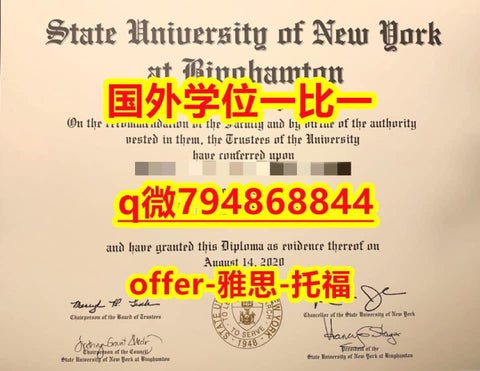 State University of New York
at Binghamton
国外学位一比一
On the recommendation of the Faculty and by virtue of the authority
vested in them, the Trustees of the University
have conferred upon
q微794868844
and have granted this Diploma as evidence thereof on
August 14, 2020
offer-雅思-托福
Chairperson of the Board of Trustees
Chancellor of the State University of New York
Chairperson of the Council
State University of New York at Binghamton
TO SERVE
1948
President of the
State University of New York at Binghamton